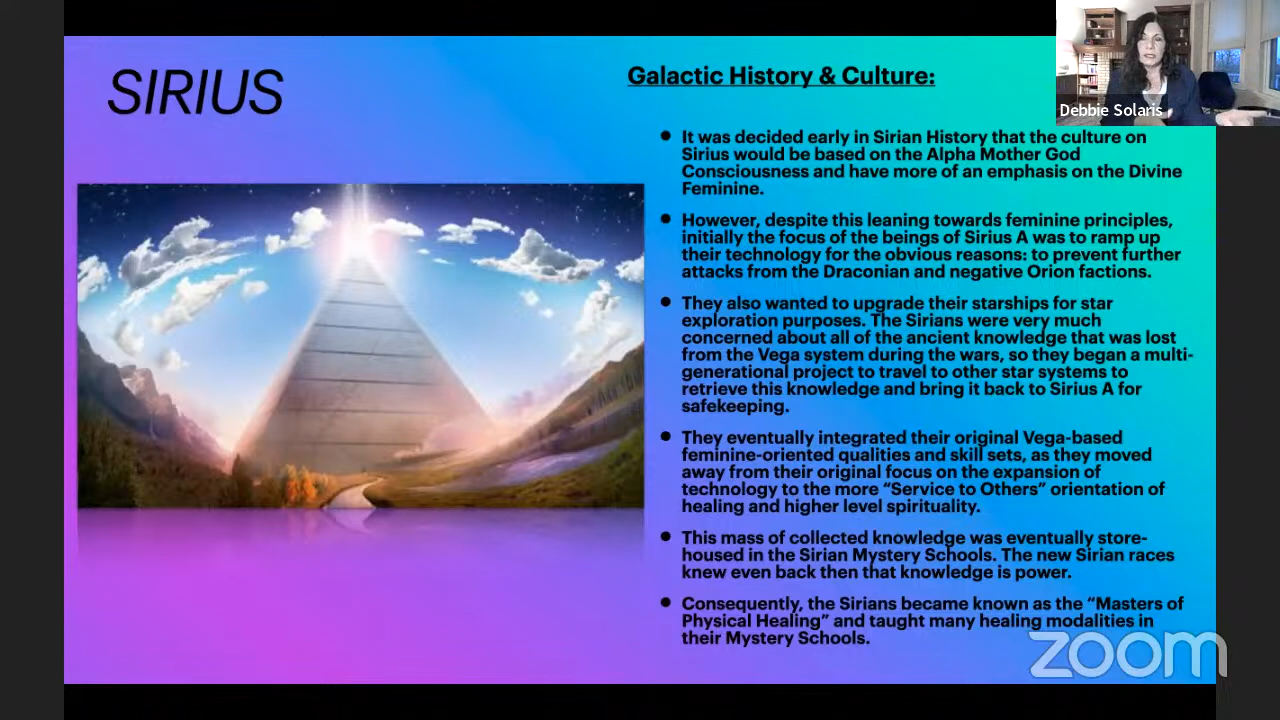 SIRIUS
Galactic History & Culture:
Debbie Solaris
● It was decided early in Sirian History that the culture on
Sirius would be based on the Alpha Mother God
Consciousness and have more of an emphasis on the Divine
Feminine.
● However, despite this leaning towards feminine principles,
initially the focus of the beings of Sirius A was to ramp up
their technology for the obvious reasons: to prevent further
attacks from the Draconian and negative Orion factions.
● They also wanted to upgrade their starships for star
exploration purposes. The Sirians were very much
concerned about all of the ancient knowledge that was lost
from the Vega system during the wars, so they began a multi-
generational project to travel to other star systems to
retrieve this knowledge and bring it back to Sirius A for
safekeeping.
● They eventually integrated their original Vega-based
feminine-oriented qualities and skill sets, as they moved
away from their original focus on the expansion of
technology to the more “Service to Others” orientation of
healing and higher level spirituality.
● This mass of collected knowledge was eventually store-
housed in the Sirian Mystery Schools. The new Sirian races
knew even back then that knowledge is power.
● Consequently, the Sirians became known as the “Masters of
Physical Healing” and taught many healing modalities in
their Mystery Schools.
zoom